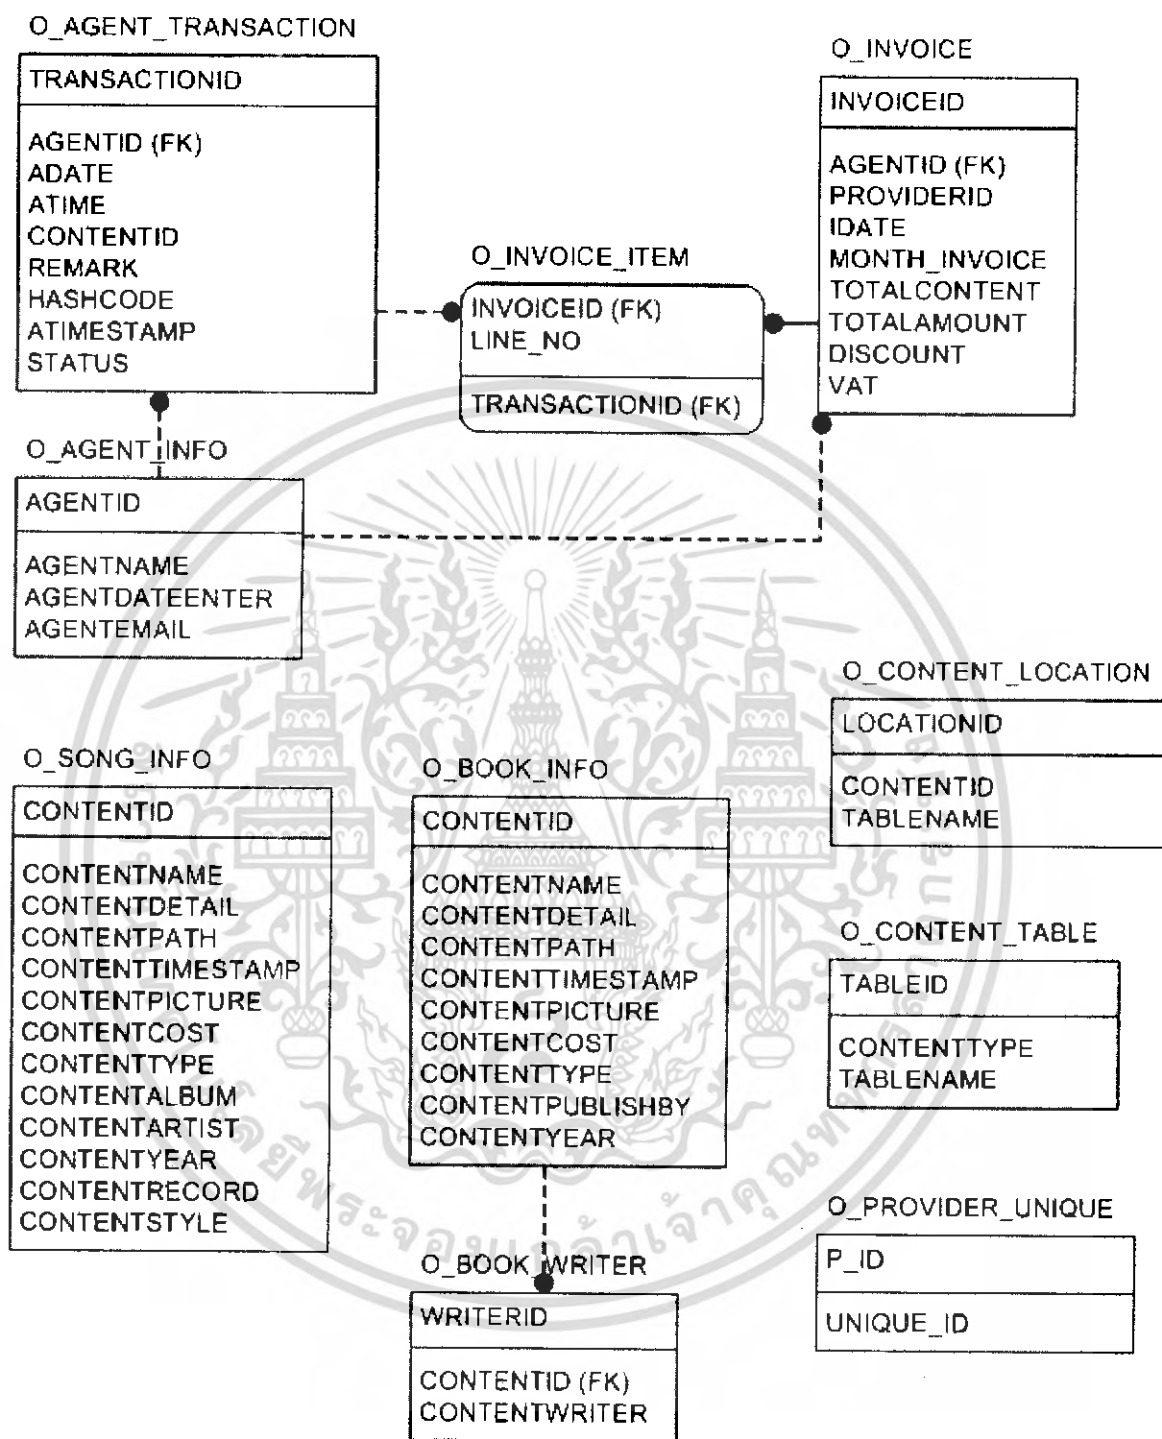 O_AGENT_TRANSACTION
TRANSACTIONID
AGENTID (FK)
ADATE
ATIME
CONTENTID
REMARK
HASHCODE
ATIMESTAMP
STATUS
O_INVOICE
INVOICEID
AGENTID (FK)
PROVIDERID
IDATE
MONTH_INVOICE
TOTALCONTENT
TOTALAMOUNT
DISCOUNT
VAT
O_INVOICE_ITEM
INVOICEID (FK)
LINE_NO
TRANSACTIONID (FK)
O_AGENT_INFO
AGENTID
AGENTNAME
AGENTDATEENTER
AGENTEMAIL
O_CONTENT_LOCATION
LOCATIONID
CONTENTID
TABLENAME
O_SONG_INFO
CONTENTID
CONTENTNAME
CONTENTDETAIL
CONTENTPATH
CONTENTTIMESTAMP
CONTENTPICTURE
CONTENTCOST
CONTENTTYPE
CONTENTALBUM
CONTENTARTIST
CONTENTYEAR
CONTENTRECORD
CONTENTSTYLE
O_BOOK_INFO
CONTENTID
CONTENTNAME
CONTENTDETAIL
CONTENTPATH
CONTENTTIMESTAMP
CONTENTPICTURE
CONTENTCOST
CONTENTTYPE
CONTENTPUBLISHBY
CONTENTYEAR
O_CONTENT_TABLE
TABLEID
CONTENTTYPE
TABLENAME
O_PROVIDER_UNIQUE
P_ID
UNIQUE_ID
O_BOOK_WRITER
WRITERID
CONTENTID (FK)
CONTENTWRITER